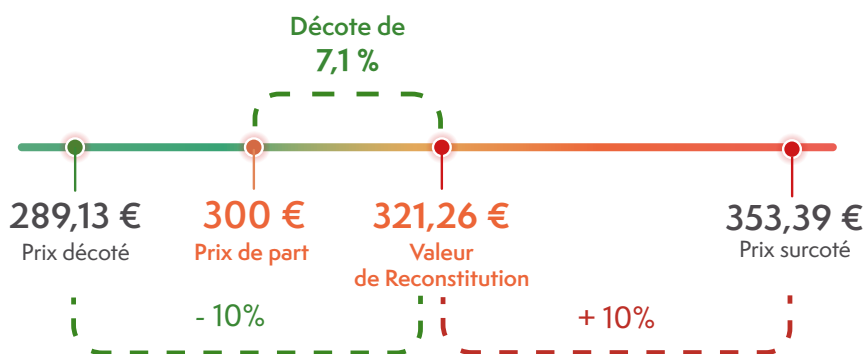 Décote de
7,1 %
289,13 €
Prix décoté
300 €
Prix de part
321,26 €
Valeur
de Reconstitution
353,39 €
Prix surcoté
- 10%
+ 10%